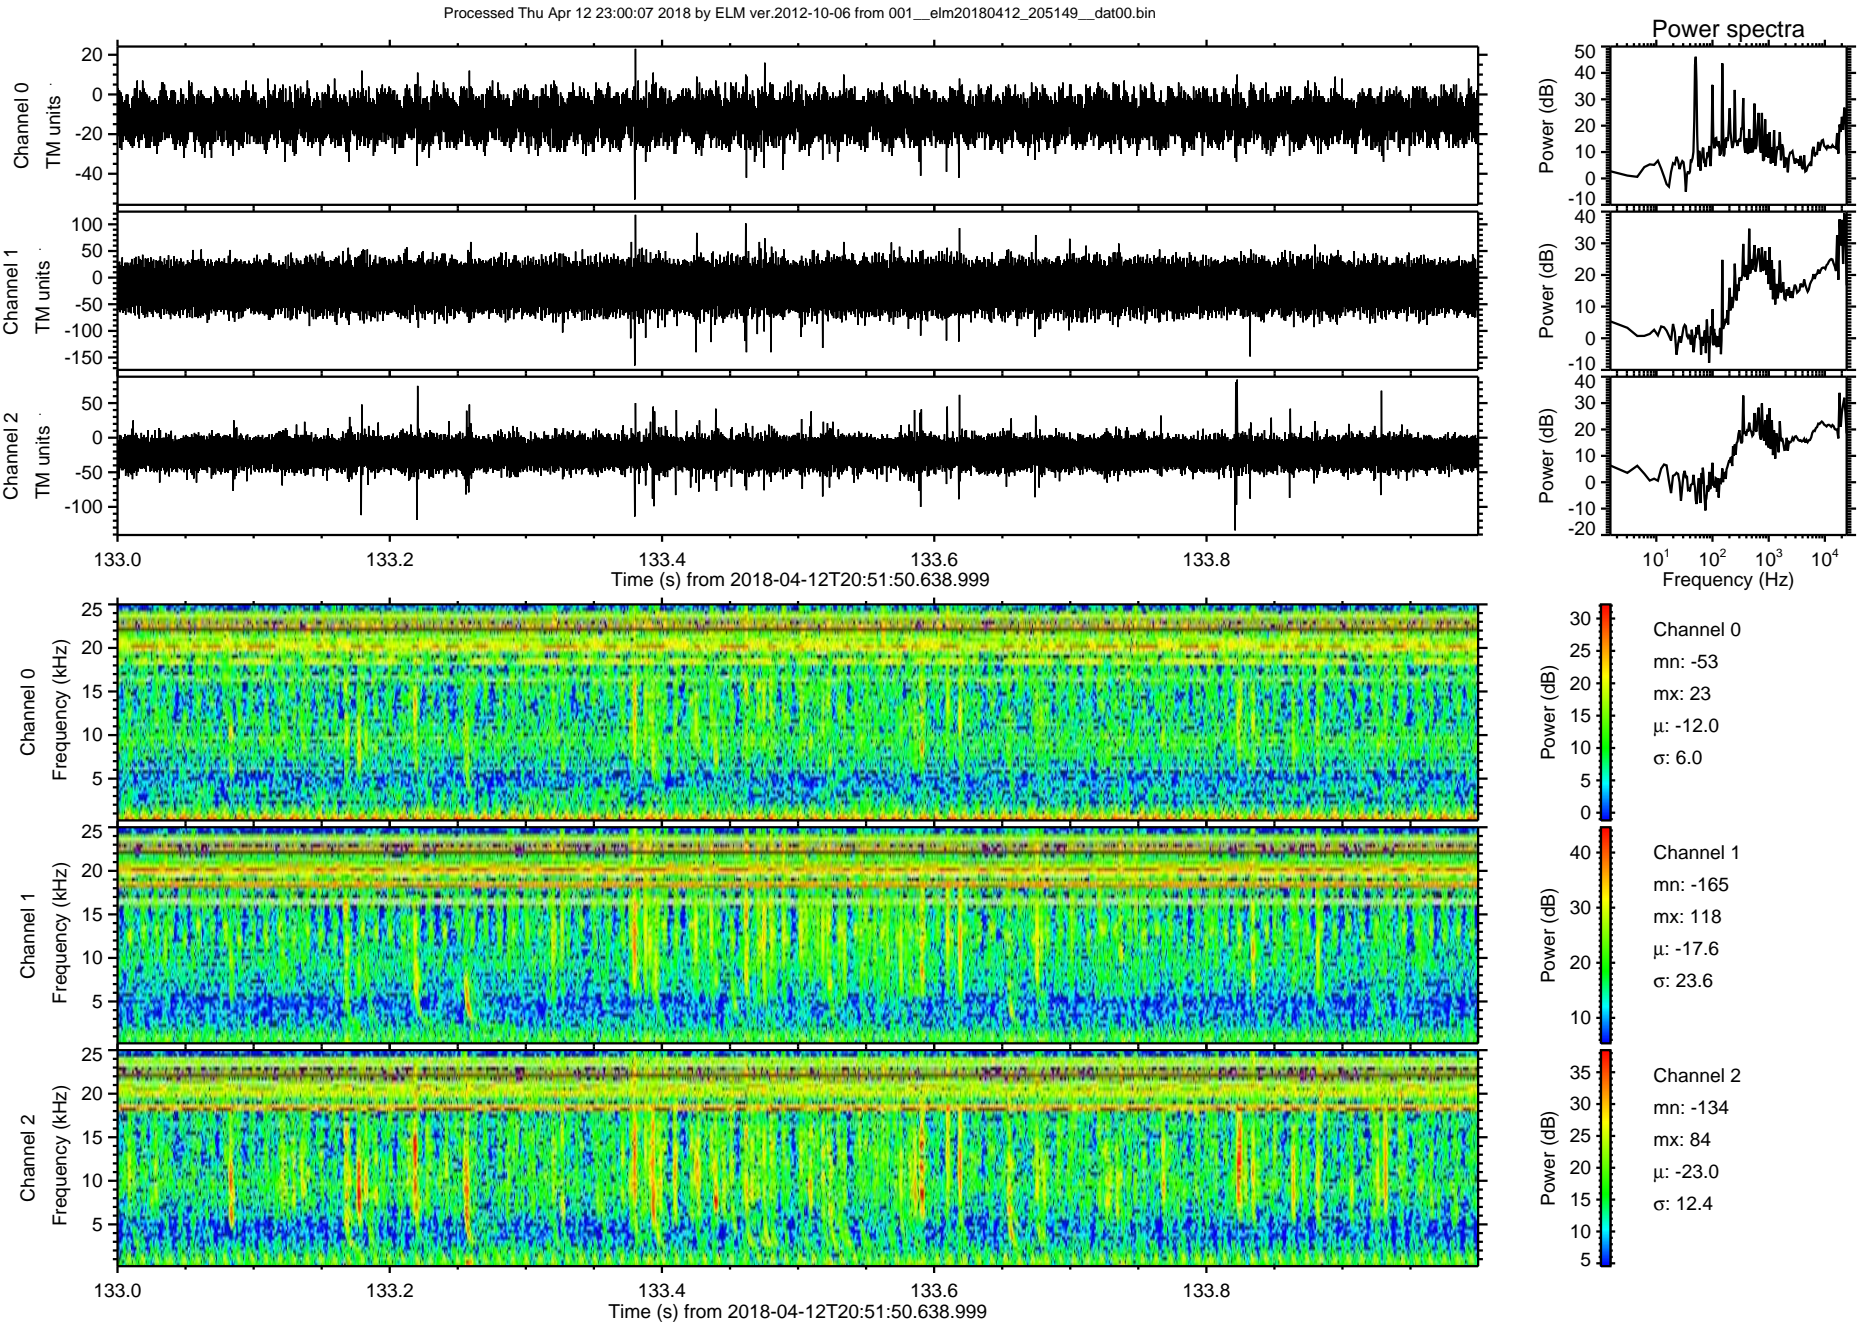 Processed Thu Apr 12 23:00:07 2018 by ELM ver.2012-10-06 from 001__elm20180412_205149__dat00.bin
Power spectra
Channel 0
TM units
20
0
-20
-40
Power (dB)
50
40
30
20
10
0
-10
Channel 1
TM units
100
50
0
-50
-100
-150
Power (dB)
40
30
20
10
0
-10
Channel 2
TM units
50
0
-50
-100
Power (dB)
40
30
20
10
0
-10
-20
133.0 133.2 133.4 133.6 133.8
Time (s) from 2018-04-12T20:51:50.638.999
10^1 10^2 10^3 10^4
Frequency (Hz)
Channel 0
Frequency (kHz)
25
20
15
10
5
Power (dB)
30
25
20
15
10
5
0
Channel 0
mn: -53
mx: 23
μ: -12.0
σ: 6.0
Channel 1
Frequency (kHz)
25
20
15
10
5
Power (dB)
40
30
20
10
Channel 1
mn: -165
mx: 118
μ: -17.6
σ: 23.6
Channel 2
Frequency (kHz)
25
20
15
10
5
Power (dB)
35
30
25
20
15
10
5
Channel 2
mn: -134
mx: 84
μ: -23.0
σ: 12.4
133.0 133.2 133.4 133.6 133.8
Time (s) from 2018-04-12T20:51:50.638.999